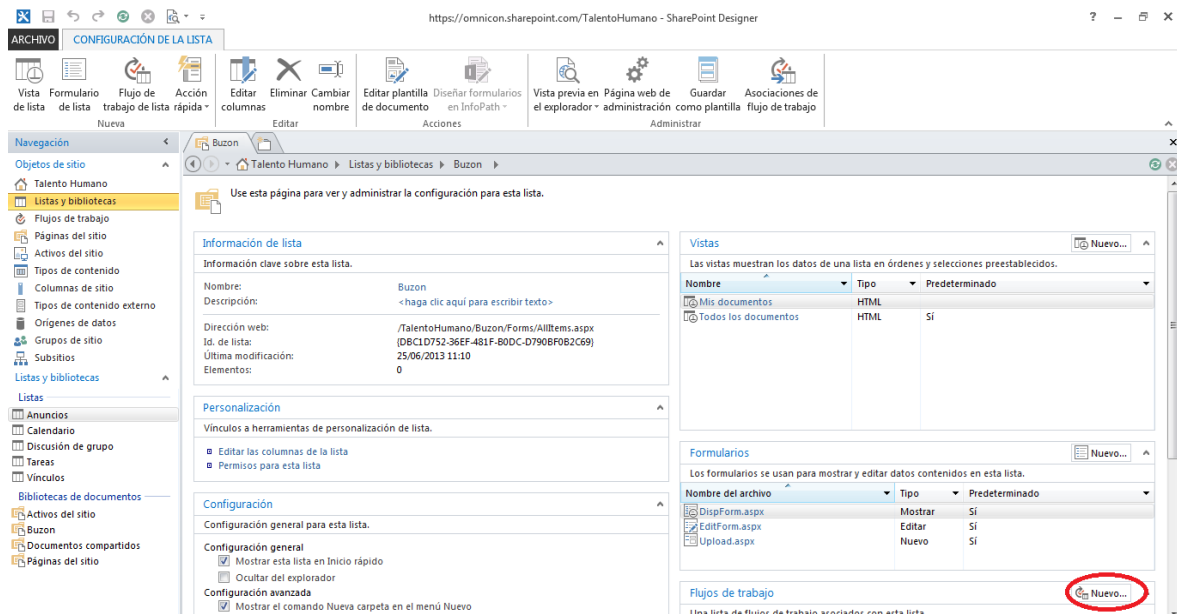 https://omnicon.sharepoint.com/TalentoHumano - SharePoint Designer
?
ARCHIVO CONFIGURACIÓN DE LA LISTA
Vista de lista
Formulario de lista
Flujo de trabajo de lista
Acción rápida
Nueva
Editar columnas
Eliminar
Cambiar nombre
Editar
Editar plantilla de documento
Diseñar formularios en InfoPath
Acciones
Vista previa en el explorador
Página web de administración
Guardar como plantilla
Asociaciones de flujo de trabajo
Administrar
Navegación
Objetos de sitio
Talento Humano
Listas y bibliotecas
Flujos de trabajo
Páginas del sitio
Activos del sitio
Tipos de contenido
Columnas de sitio
Tipos de contenido externo
Orígenes de datos
Grupos de sitio
Subsitios
Listas y bibliotecas
Listas
Anuncios
Calendario
Discusión de grupo
Tareas
Vínculos
Bibliotecas de documentos
Activos del sitio
Buzon
Documentos compartidos
Páginas del sitio
Buzon
Talento Humano Listas y bibliotecas Buzon
Use esta página para ver y administrar la configuración para esta lista.
Información de lista
Información clave sobre esta lista.
Nombre: Buzon
Descripción: <haga clic aquí para escribir texto>
Dirección web: /TalentoHumano/Buzon/Forms/AllItems.aspx
Id. de lista: {DBC1D752-36EF-481F-B0DC-D790BF0B2C69}
Última modificación: 25/06/2013 11:10
Elementos: 0
Personalización
Vínculos a herramientas de personalización de lista.
Editar las columnas de la lista
Permisos para esta lista
Configuración
Configuración general para esta lista.
Configuración general
Mostrar esta lista en Inicio rápido
Ocultar del explorador
Configuración avanzada
Mostrar el comando Nueva carpeta en el menú Nuevo
Vistas Nuevo...
Las vistas muestran los datos de una lista en órdenes y selecciones preestablecidos.
Nombre Tipo Predeterminado
Mis documentos HTML
Todos los documentos HTML Sí
Formularios Nuevo...
Los formularios se usan para mostrar y editar datos contenidos en esta lista.
Nombre del archivo Tipo Predeterminado
DispForm.aspx Mostrar Sí
EditForm.aspx Editar Sí
Upload.aspx Nuevo Sí
Flujos de trabajo Nuevo...
Una lista de flujos de trabajo asociados con esta lista.